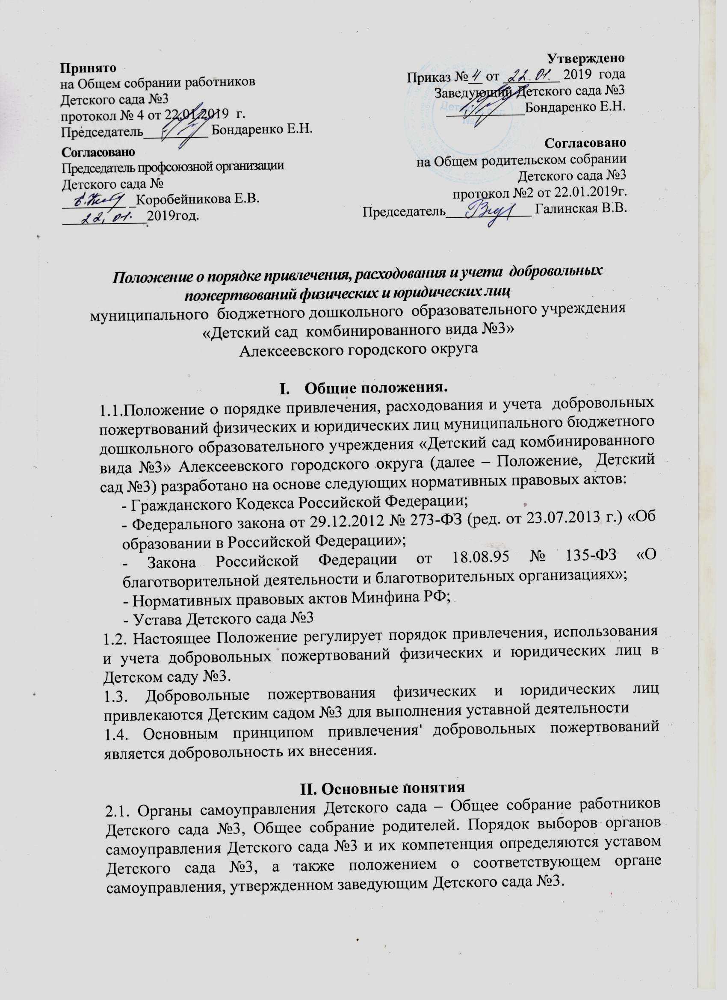 Принято
на Общем собрании работников
Детского сада №3
протокол № 4 от 22.01.2019 г.
Председатель_________ Бондаренко Е.Н.
Согласовано
Председатель профсоюзной организации
Детского сада №
_________ _Коробейникова Е.В.
22.01. 2019год.
Утверждено
Приказ № 4 от 22.01. 2019 года
Заведующий Детского сада №3
___________Бондаренко Е.Н.
Детский сад
Согласовано
на Общем родительском собрании
Детского сада №3
протокол №2 от 22.01.2019г.
Председатель____________ Галинская В.В.
Положение о порядке привлечения, расходования и учета добровольных
пожертвований физических и юридических лиц
муниципального бюджетного дошкольного образовательного учреждения
«Детский сад комбинированного вида №3»
Алексеевского городского округа
I. Общие положения.
1.1.Положение о порядке привлечения, расходования и учета добровольных
пожертвований физических и юридических лиц муниципального бюджетного
дошкольного образовательного учреждения «Детский сад комбинированного
вида №3» Алексеевского городского округа (далее – Положение, Детский
сад №3) разработано на основе следующих нормативных правовых актов:
- Гражданского Кодекса Российской Федерации;
- Федерального закона от 29.12.2012 № 273-ФЗ (ред. от 23.07.2013 г.) «Об
образовании в Российской Федерации»;
- Закона Российской Федерации от 18.08.95 № 135-ФЗ «О
благотворительной деятельности и благотворительных организациях»;
- Нормативных правовых актов Минфина РФ;
- Устава Детского сада №3
1.2. Настоящее Положение регулирует порядок привлечения, использования
и учета добровольных пожертвований физических и юридических лиц в
Детском саду №3.
1.3. Добровольные пожертвования физических и юридических лиц
привлекаются Детским садом №3 для выполнения уставной деятельности
1.4. Основным принципом привлечения добровольных пожертвований
является добровольность их внесения.
II. Основные понятия
2.1. Органы самоуправления Детского сада – Общее собрание работников
Детского сада №3, Общее собрание родителей. Порядок выборов органов
самоуправления Детского сада №3 и их компетенция определяются уставом
Детского сада №3, а также положением о соответствующем органе
самоуправления, утвержденном заведующим Детского сада №3.